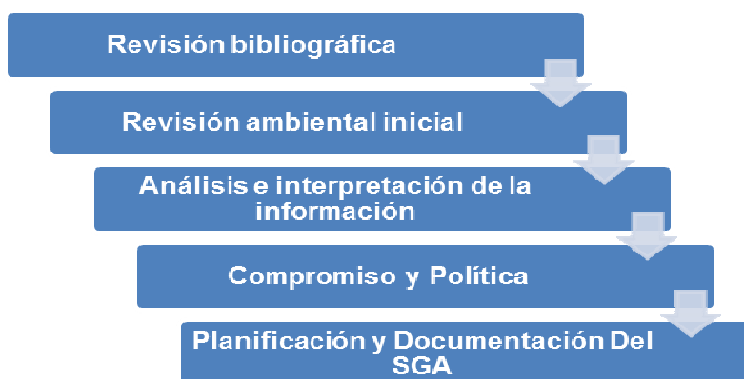 Revisión bibliográfica
Revisión ambiental inicial
Análisis e interpretación de la
información
Compromiso y Política
Planificación y Documentación Del
SGA